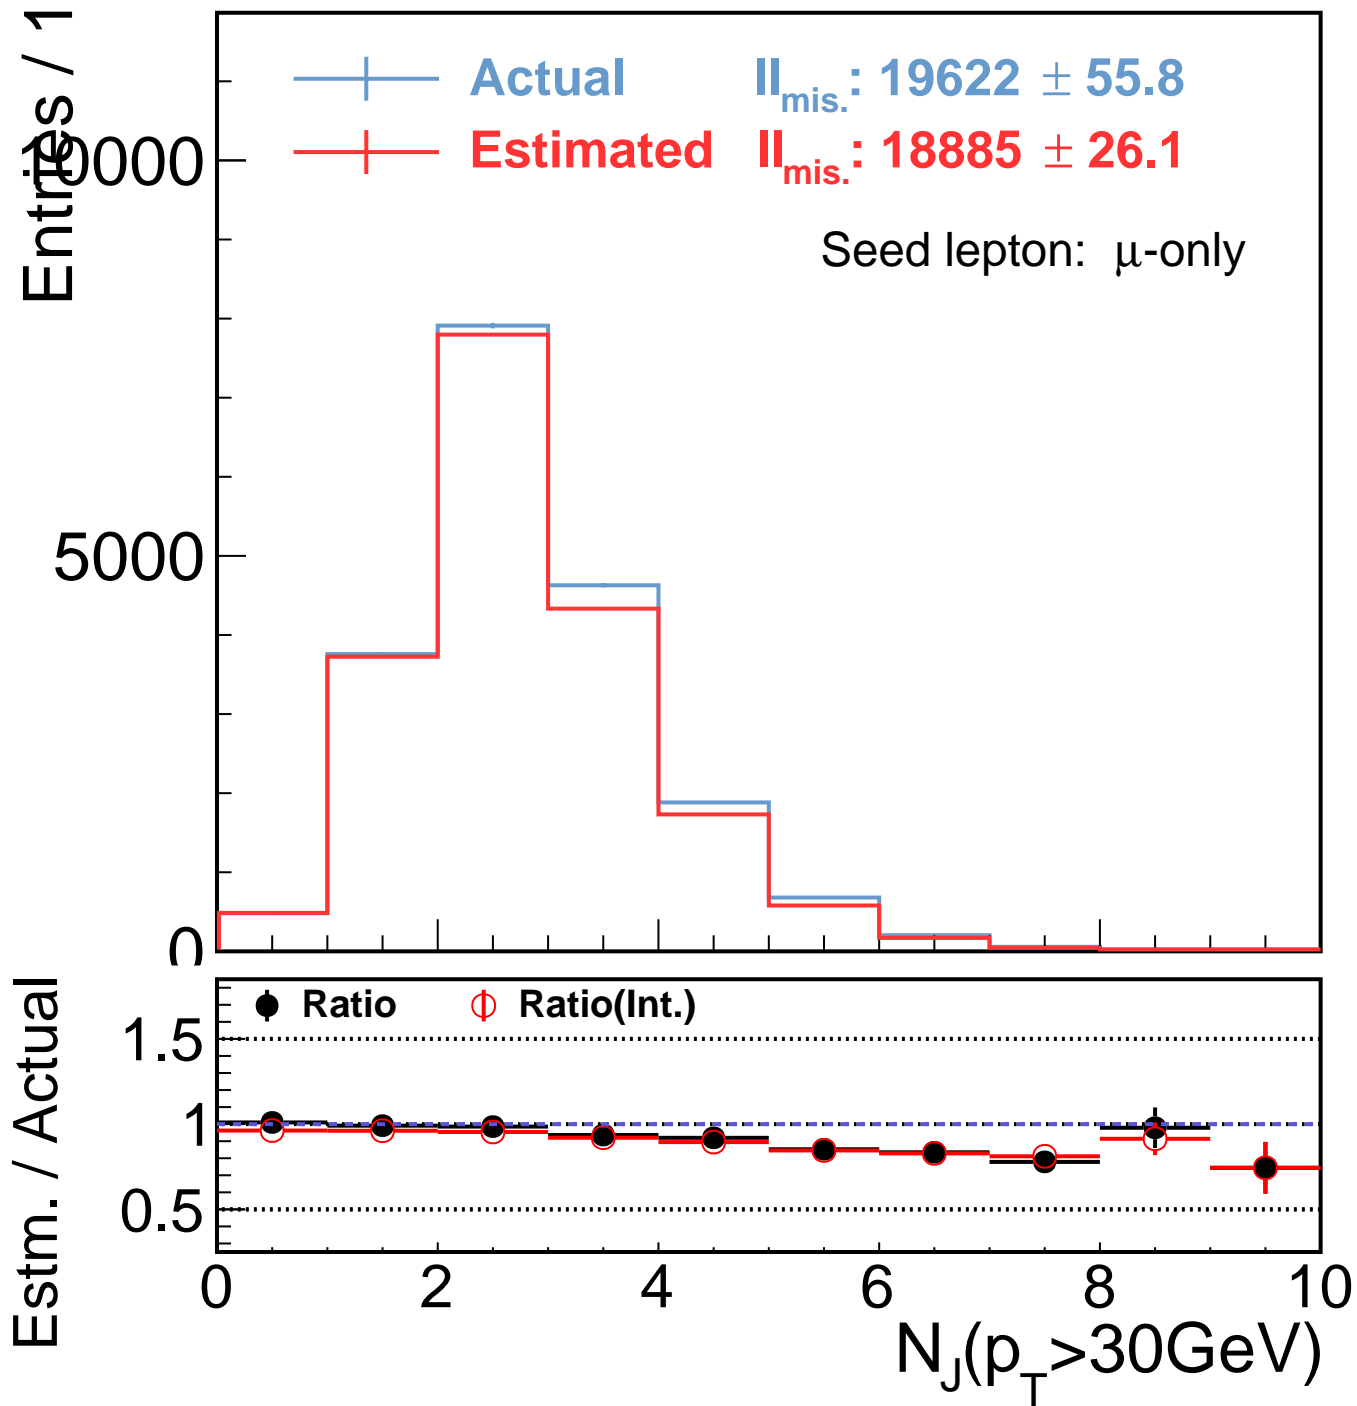 Entries / 1
10000
5000
0
Actual ll_mis.: 19622 ± 55.8
Estimated ll_mis.: 18885 ± 26.1
Seed lepton: μ-only
Estm. / Actual
1.5
1
0.5
Ratio Ratio(Int.)
0 2 4 6 8 10
N_J(p_T>30GeV)